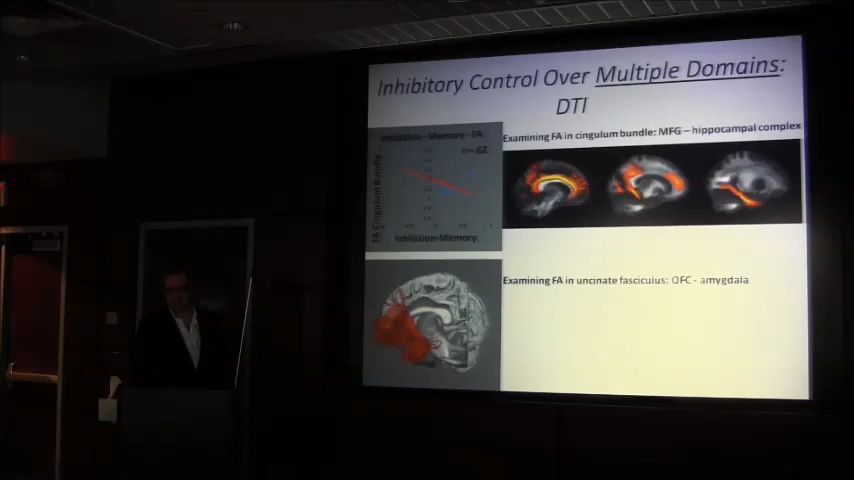 Inhibitory Control Over Multiple Domains:
DTI
Inhibition-Memory-FA
r=-.62
FA Cingulum Bundle
Inhibition-Memory
Examining FA in cingulum bundle: MFG – hippocampal complex
Examining FA in uncinate fasciculus: OFC - amygdala